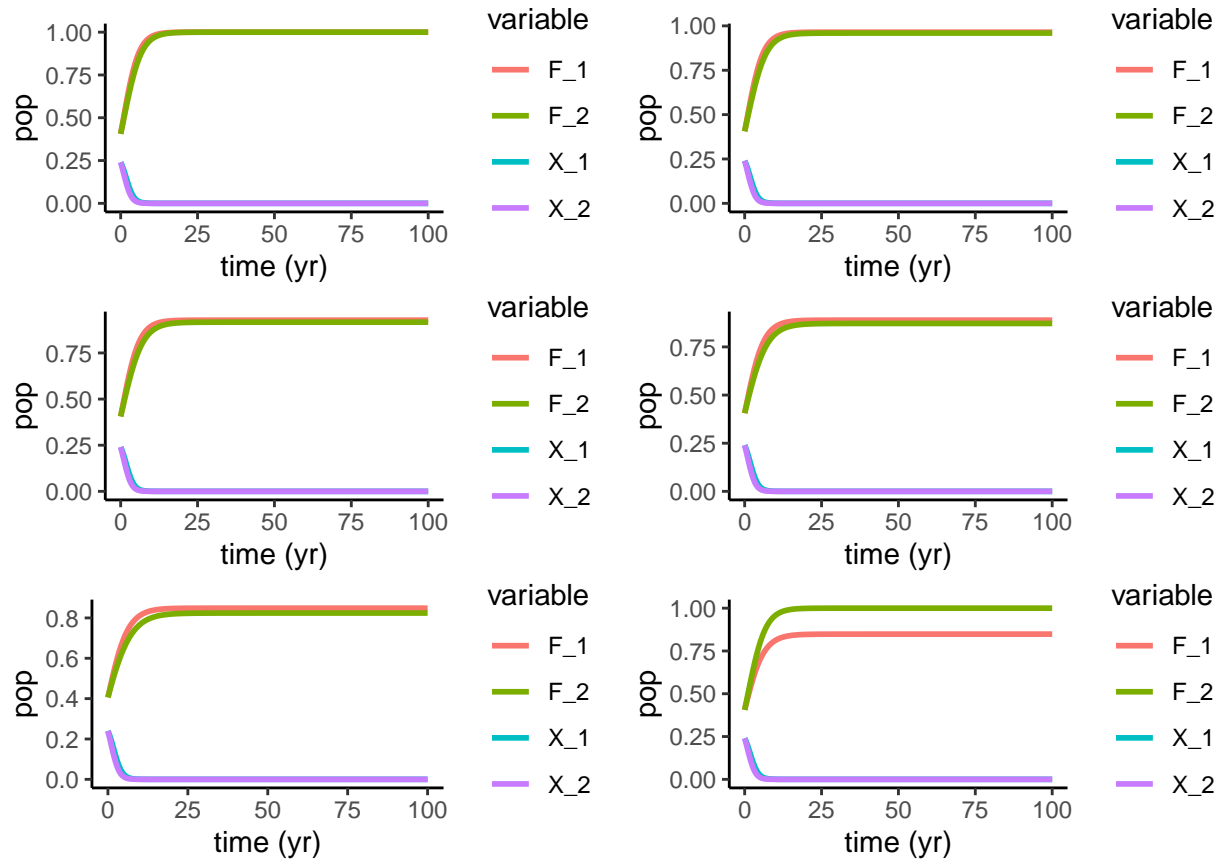 variable
F_1
F_2
X_1
X_2
pop
1.00
0.75
0.50
0.25
0.00
0 25 50 75 100
time (yr)
variable
F_1
F_2
X_1
X_2
pop
1.00
0.75
0.50
0.25
0.00
0 25 50 75 100
time (yr)
variable
F_1
F_2
X_1
X_2
pop
0.75
0.50
0.25
0.00
0 25 50 75 100
time (yr)
variable
F_1
F_2
X_1
X_2
pop
0.75
0.50
0.25
0.00
0 25 50 75 100
time (yr)
variable
F_1
F_2
X_1
X_2
pop
0.8
0.6
0.4
0.2
0.0
0 25 50 75 100
time (yr)
variable
F_1
F_2
X_1
X_2
pop
1.00
0.75
0.50
0.25
0.00
0 25 50 75 100
time (yr)